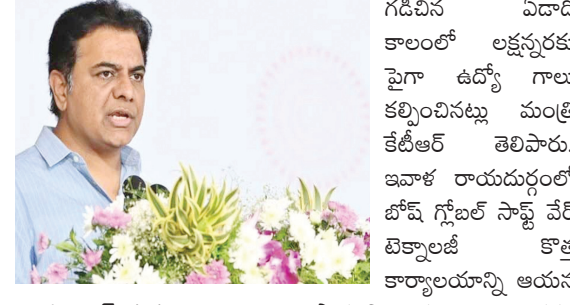 గడిచిన ఏడాది
కాలంలో లక్షన్నరకు
పైగా ఉద్యో గాలు
కల్పించినట్లు మంత్రి
కేటీఆర్ తెలిపారు.
ఇవాళ రాయదుర్గంలో
బోష్ గ్లోబల్ సాఫ్ట్ వేర్
టెక్నాలజీ కొత్త
కార్యాలయాన్ని ఆయన